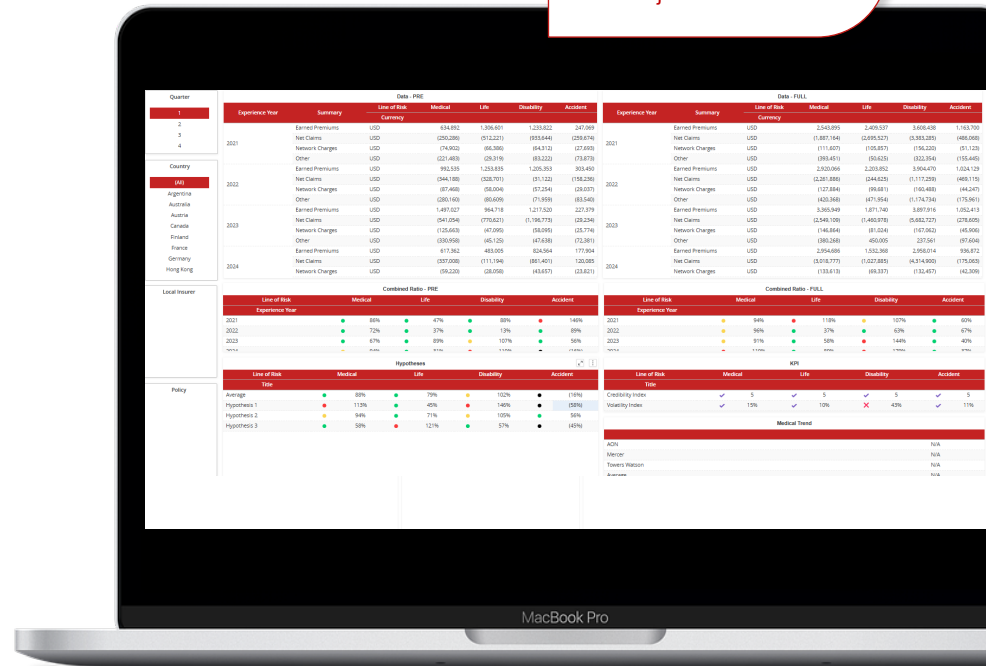 Quarter
1
2
3
4
Country
(All)
Argentina
Australia
Austria
Canada
Finland
France
Germany
Hong Kong
Local Insurer
Policy
Data - PRE
Experience Year Summary Line of Risk Medical Life Disability Accident
Currency
2021
Earned Premiums USD 634,892 1,306,601 1,233,822 247,069
Net Claims USD (250,286) (512,221) (933,644) (259,674)
Network Charges USD (74,902) (66,386) (64,312) (27,693)
Other USD (221,483) (29,319) (83,222) (73,873)
2022
Earned Premiums USD 992,535 1,253,835 1,205,353 303,450
Net Claims USD (344,188) (328,701) (31,122) (158,236)
Network Charges USD (87,468) (58,004) (57,254) (29,037)
Other USD (280,160) (80,609) (71,959) (83,540)
2023
Earned Premiums USD 1,497,027 964,718 1,217,520 227,379
Net Claims USD (541,054) (770,621) (1,196,773) (29,234)
Network Charges USD (125,663) (47,095) (58,095) (25,774)
Other USD (330,958) (45,125) (47,638) (72,381)
2024
Earned Premiums USD 617,362 483,005 824,564 177,904
Net Claims USD (337,008) (111,194) (861,401) 120,085
Network Charges USD (59,220) (28,058) (43,657) (23,821)
Data - FULL
Experience Year Summary Line of Risk Medical Life Disability Accident
Currency
2021
Earned Premiums USD 2,543,895 2,409,537 3,608,438 1,163,700
Net Claims USD (1,887,164) (2,695,527) (3,383,285) (486,068)
Network Charges USD (111,607) (105,857) (156,220) (51,123)
Other USD (393,451) (50,625) (322,354) (155,445)
2022
Earned Premiums USD 2,920,066 2,203,852 3,904,470 1,024,129
Net Claims USD (2,261,886) (244,625) (1,117,259) (469,115)
Network Charges USD (127,884) (99,681) (160,488) (44,247)
Other USD (420,368) (471,954) (1,174,734) (175,961)
2023
Earned Premiums USD 3,365,949 1,871,740 3,897,916 1,052,413
Net Claims USD (2,549,109) (1,460,978) (5,682,727) (278,605)
Network Charges USD (146,864) (81,024) (167,062) (45,906)
Other USD (380,268) 450,005 237,561 (97,604)
2024
Earned Premiums USD 2,954,686 1,532,368 2,958,014 936,872
Net Claims USD (3,018,777) (1,027,885) (4,314,900) (175,063)
Network Charges USD (133,613) (69,337) (132,457) (42,309)
Combined Ratio - PRE
Line of Risk Medical Life Disability Accident
Experience Year
2021 86% 47% 88% 146%
2022 72% 37% 13% 89%
2023 67% 89% 107% 56%
Combined Ratio - FULL
Line of Risk Medical Life Disability Accident
Experience Year
2021 94% 118% 107% 60%
2022 96% 37% 63% 67%
2023 91% 58% 144% 40%
Hypotheses
Line of Risk Medical Life Disability Accident
Title
Average 88% 79% 102% (16%)
Hypothesis 1 113% 45% 146% (58%)
Hypothesis 2 94% 71% 105% 56%
Hypothesis 3 58% 121% 57% (45%)
KPI
Line of Risk Medical Life Disability Accident
Title
Credibility Index 5 5 5 5
Volatility Index 15% 10% 43% 11%
Medical Trend
AON N/A
Mercer N/A
Towers Watson N/A
Average N/A
MacBook Pro